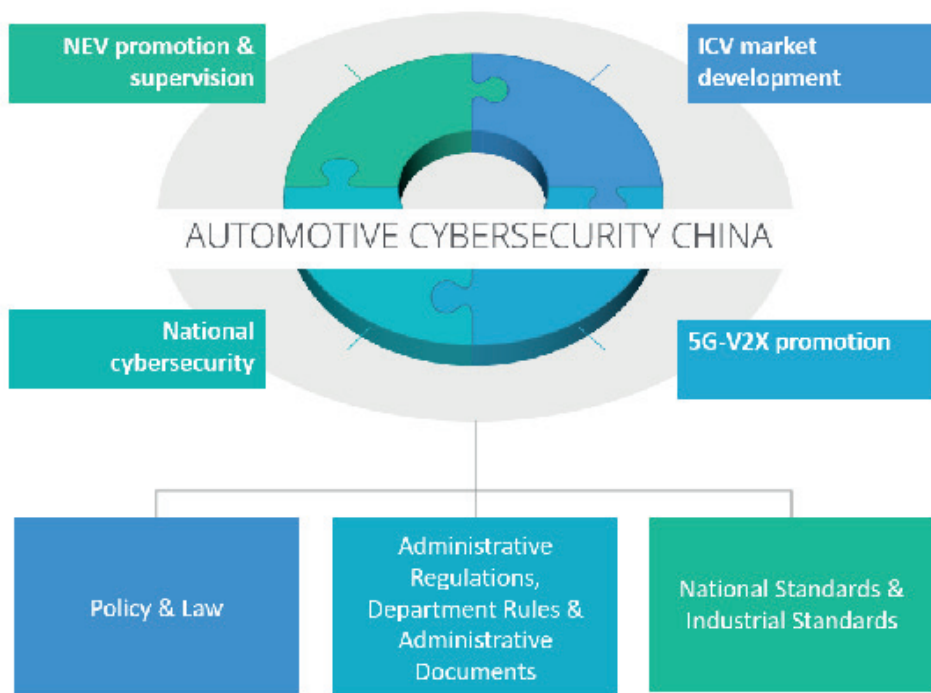 NEV promotion &
supervision
ICV market
development
AUTOMOTIVE CYBERSECURITY CHINA
National
cybersecurity
5G-V2X promotion
Policy & Law
Administrative
Regulations,
Department Rules &
Administrative
Documents
National Standards &
Industrial Standards